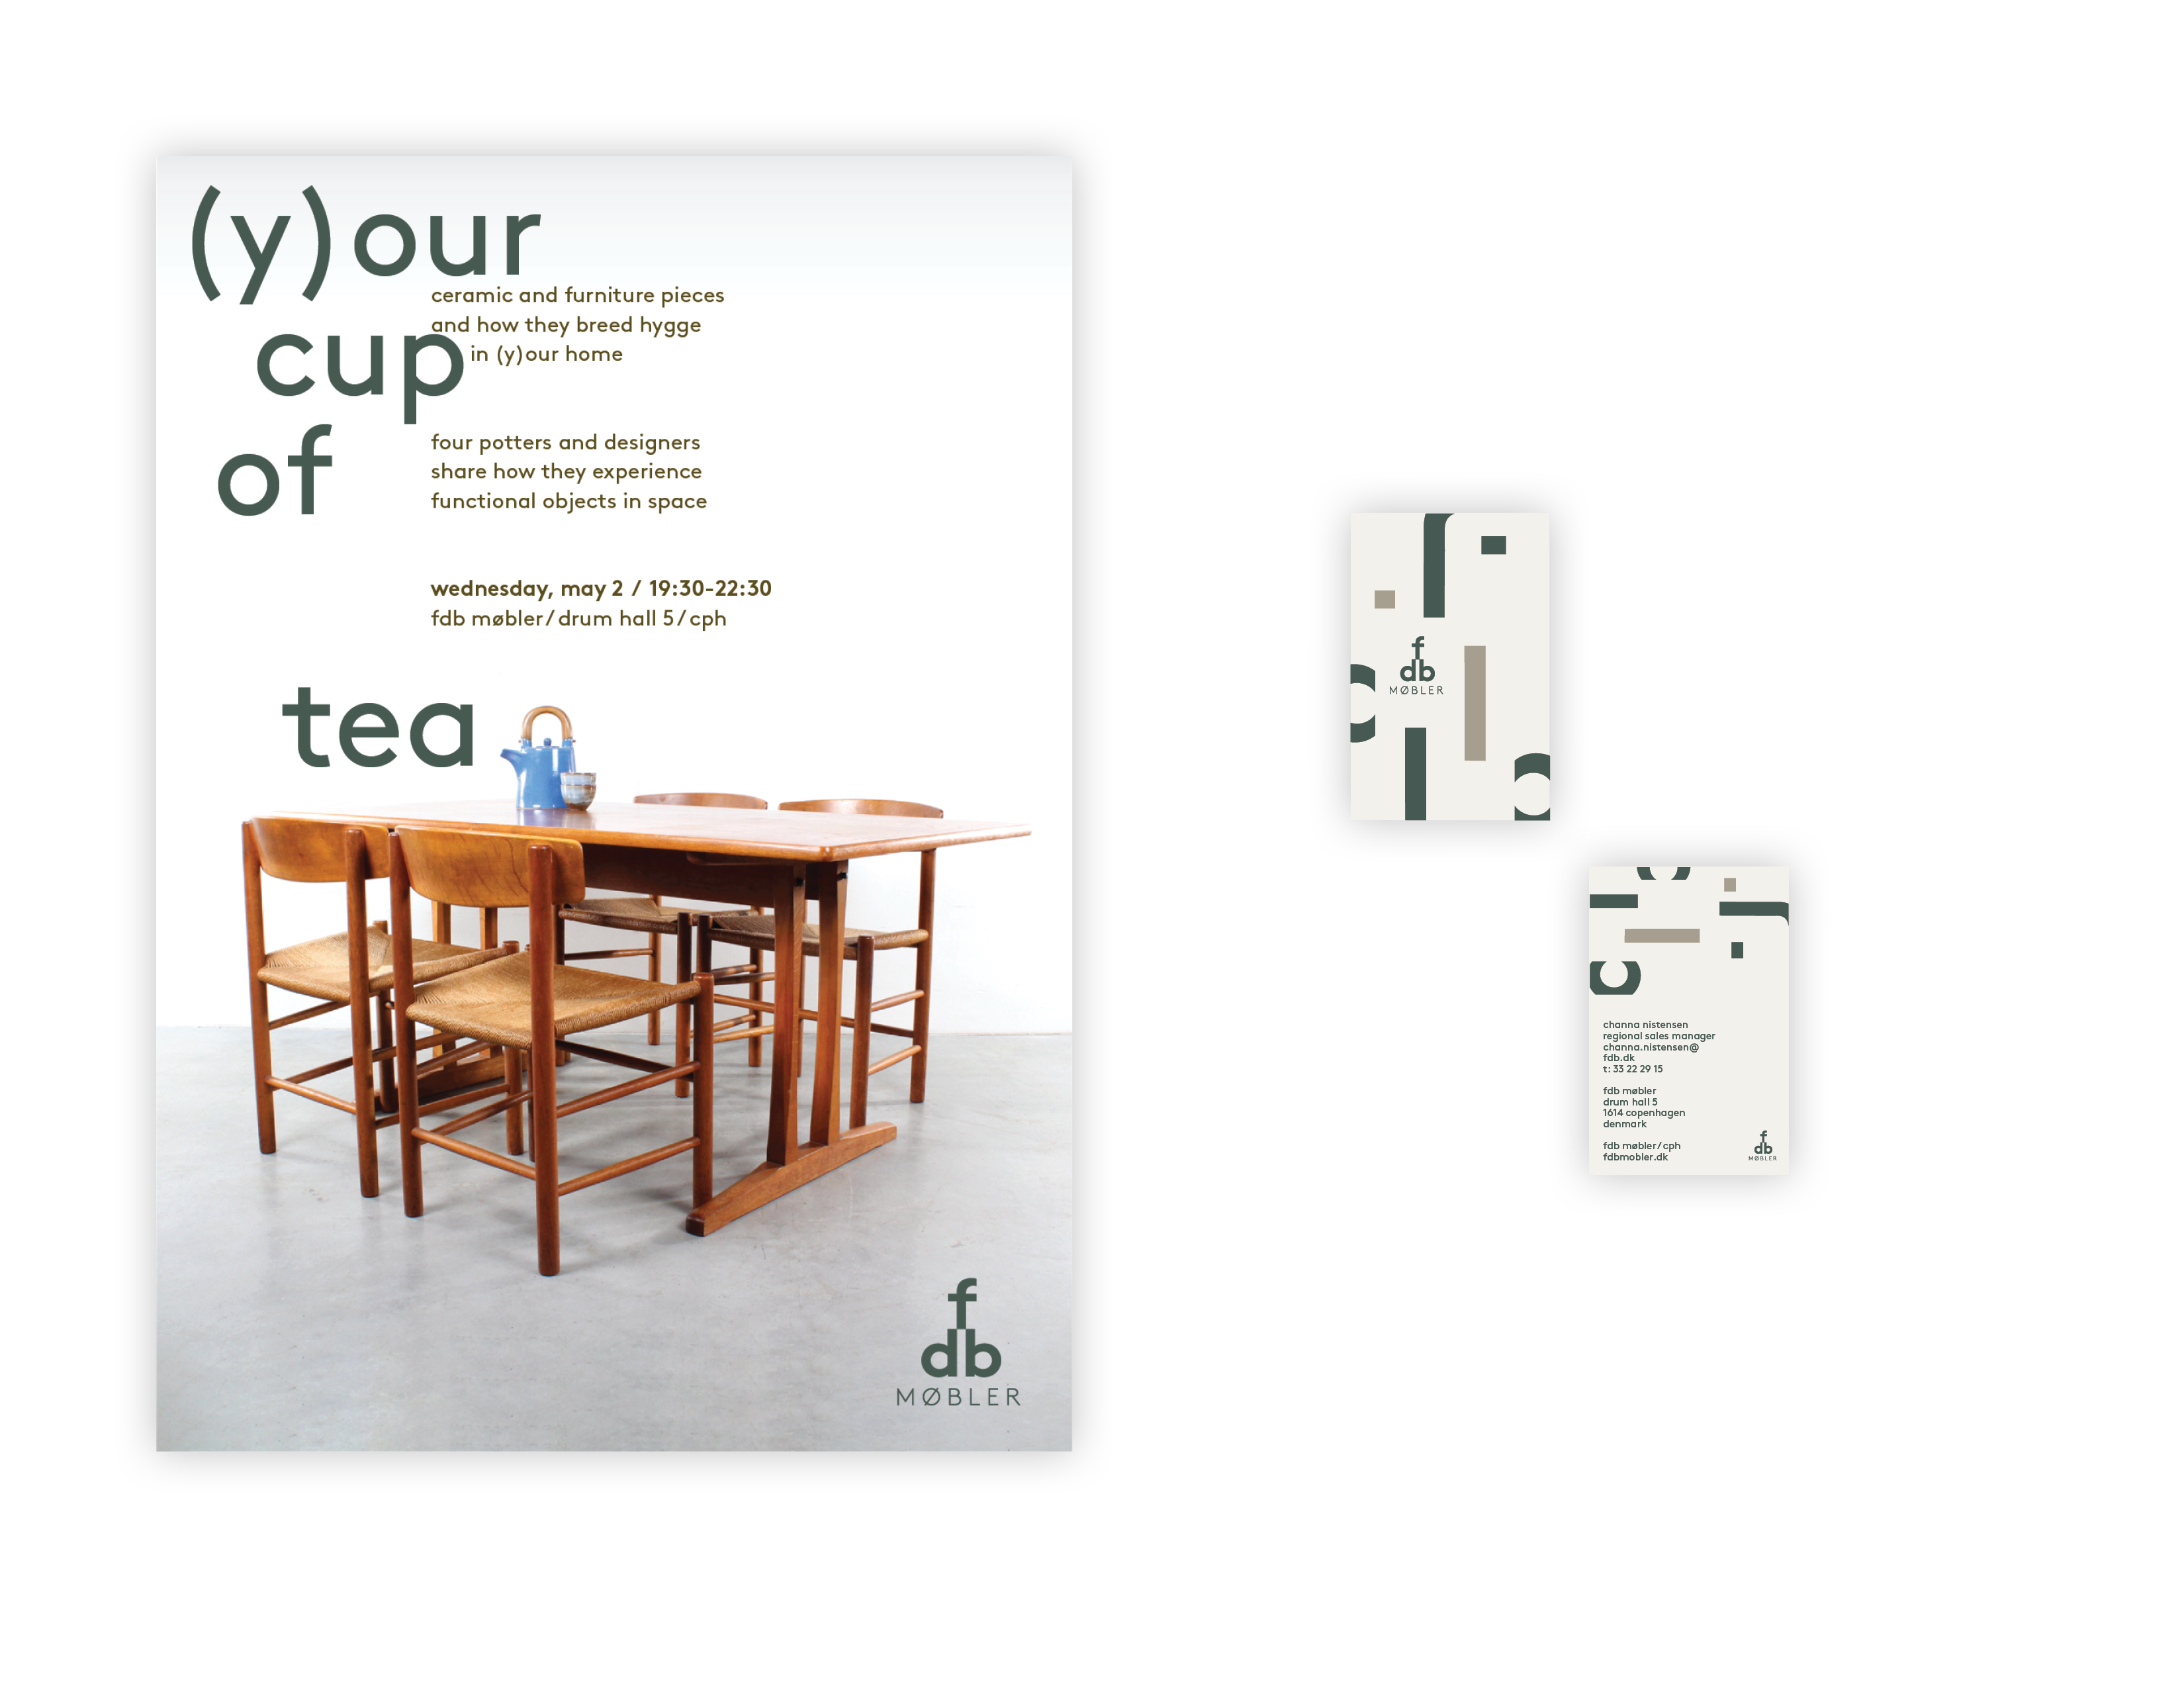 (y)our
ceramic and furniture pieces
and how they breed hygge
in (y)our home
cup
of
four potters and designers
share how they experience
functional objects in space
wednesday, may 2 / 19:30-22:30
fdb møbler/drum hall 5/cph
tea
f
db
MØBLER
f
db
MØBLER
channa nistensen
regional sales manager
channa.nistensen@
fdb.dk
t: 33 22 29 15
fdb møbler
drum hall 5
1614 copenhagen
denmark
fdb møbler/cph
fdbmobler.dk
f
db
MØBLER